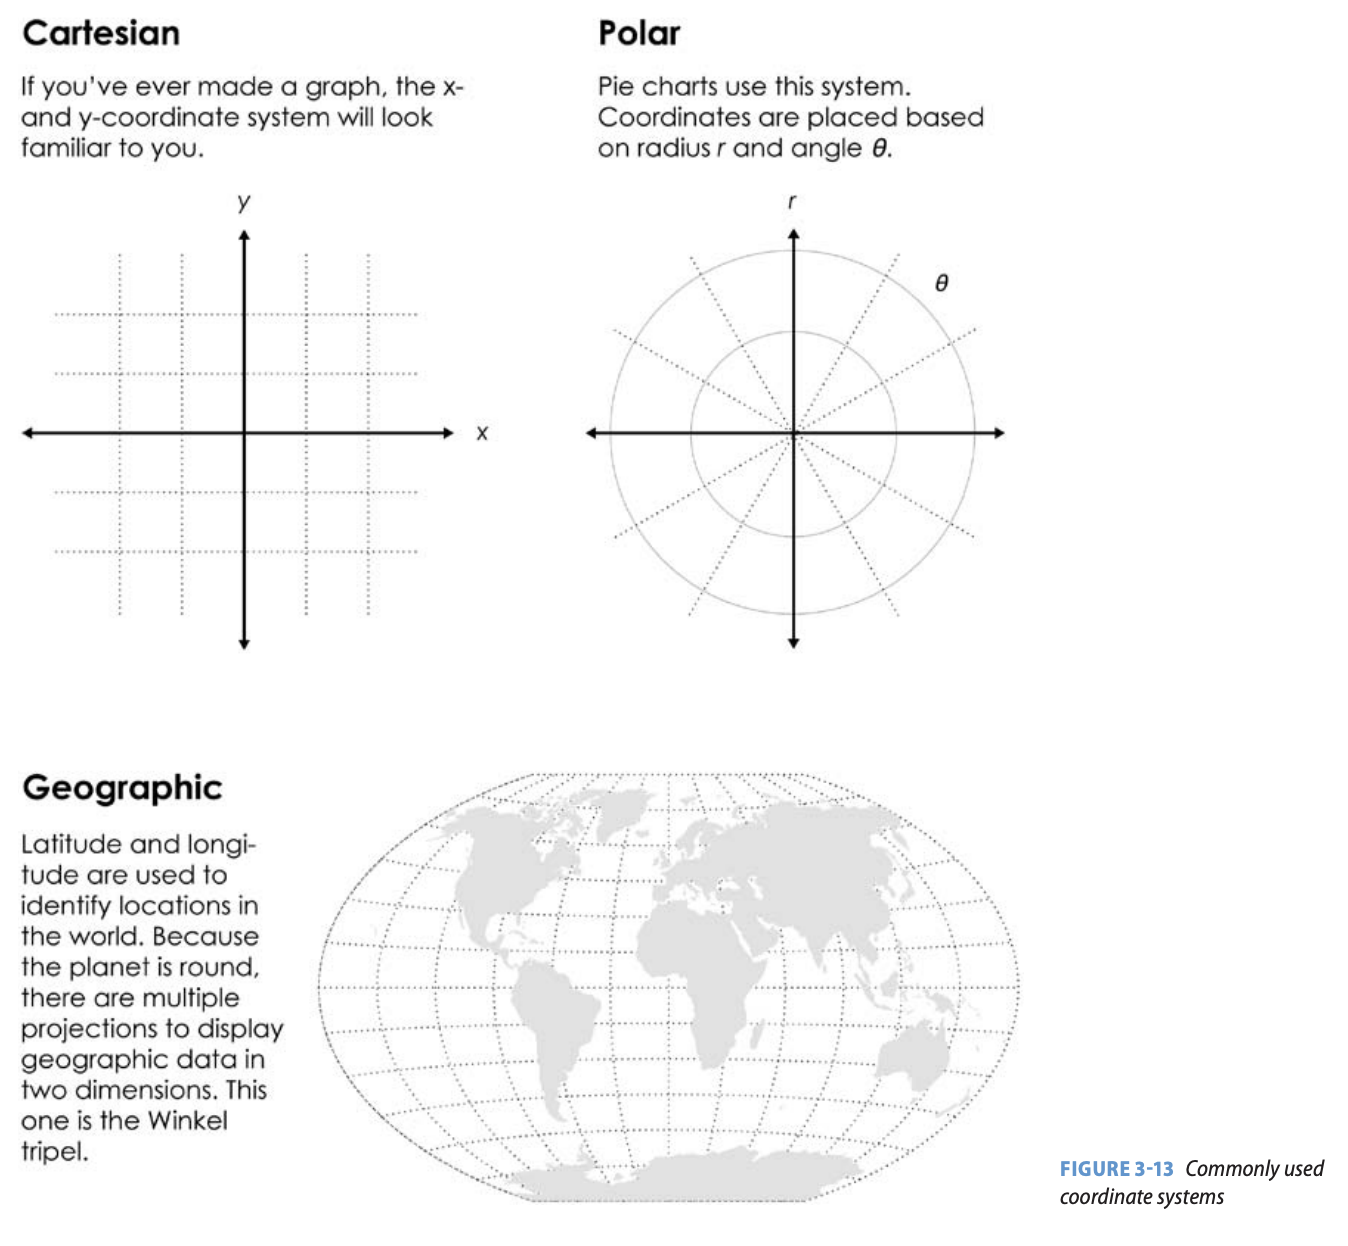 Cartesian
If you've ever made a graph, the x-
and y-coordinate system will look
familiar to you.
y
x
Polar
Pie charts use this system.
Coordinates are placed based
on radius r and angle θ.
r
θ
Geographic
Latitude and longi-
tude are used to
identify locations in
the world. Because
the planet is round,
there are multiple
projections to display
geographic data in
two dimensions. This
one is the Winkel
tripel.
FIGURE 3-13 Commonly used
coordinate systems